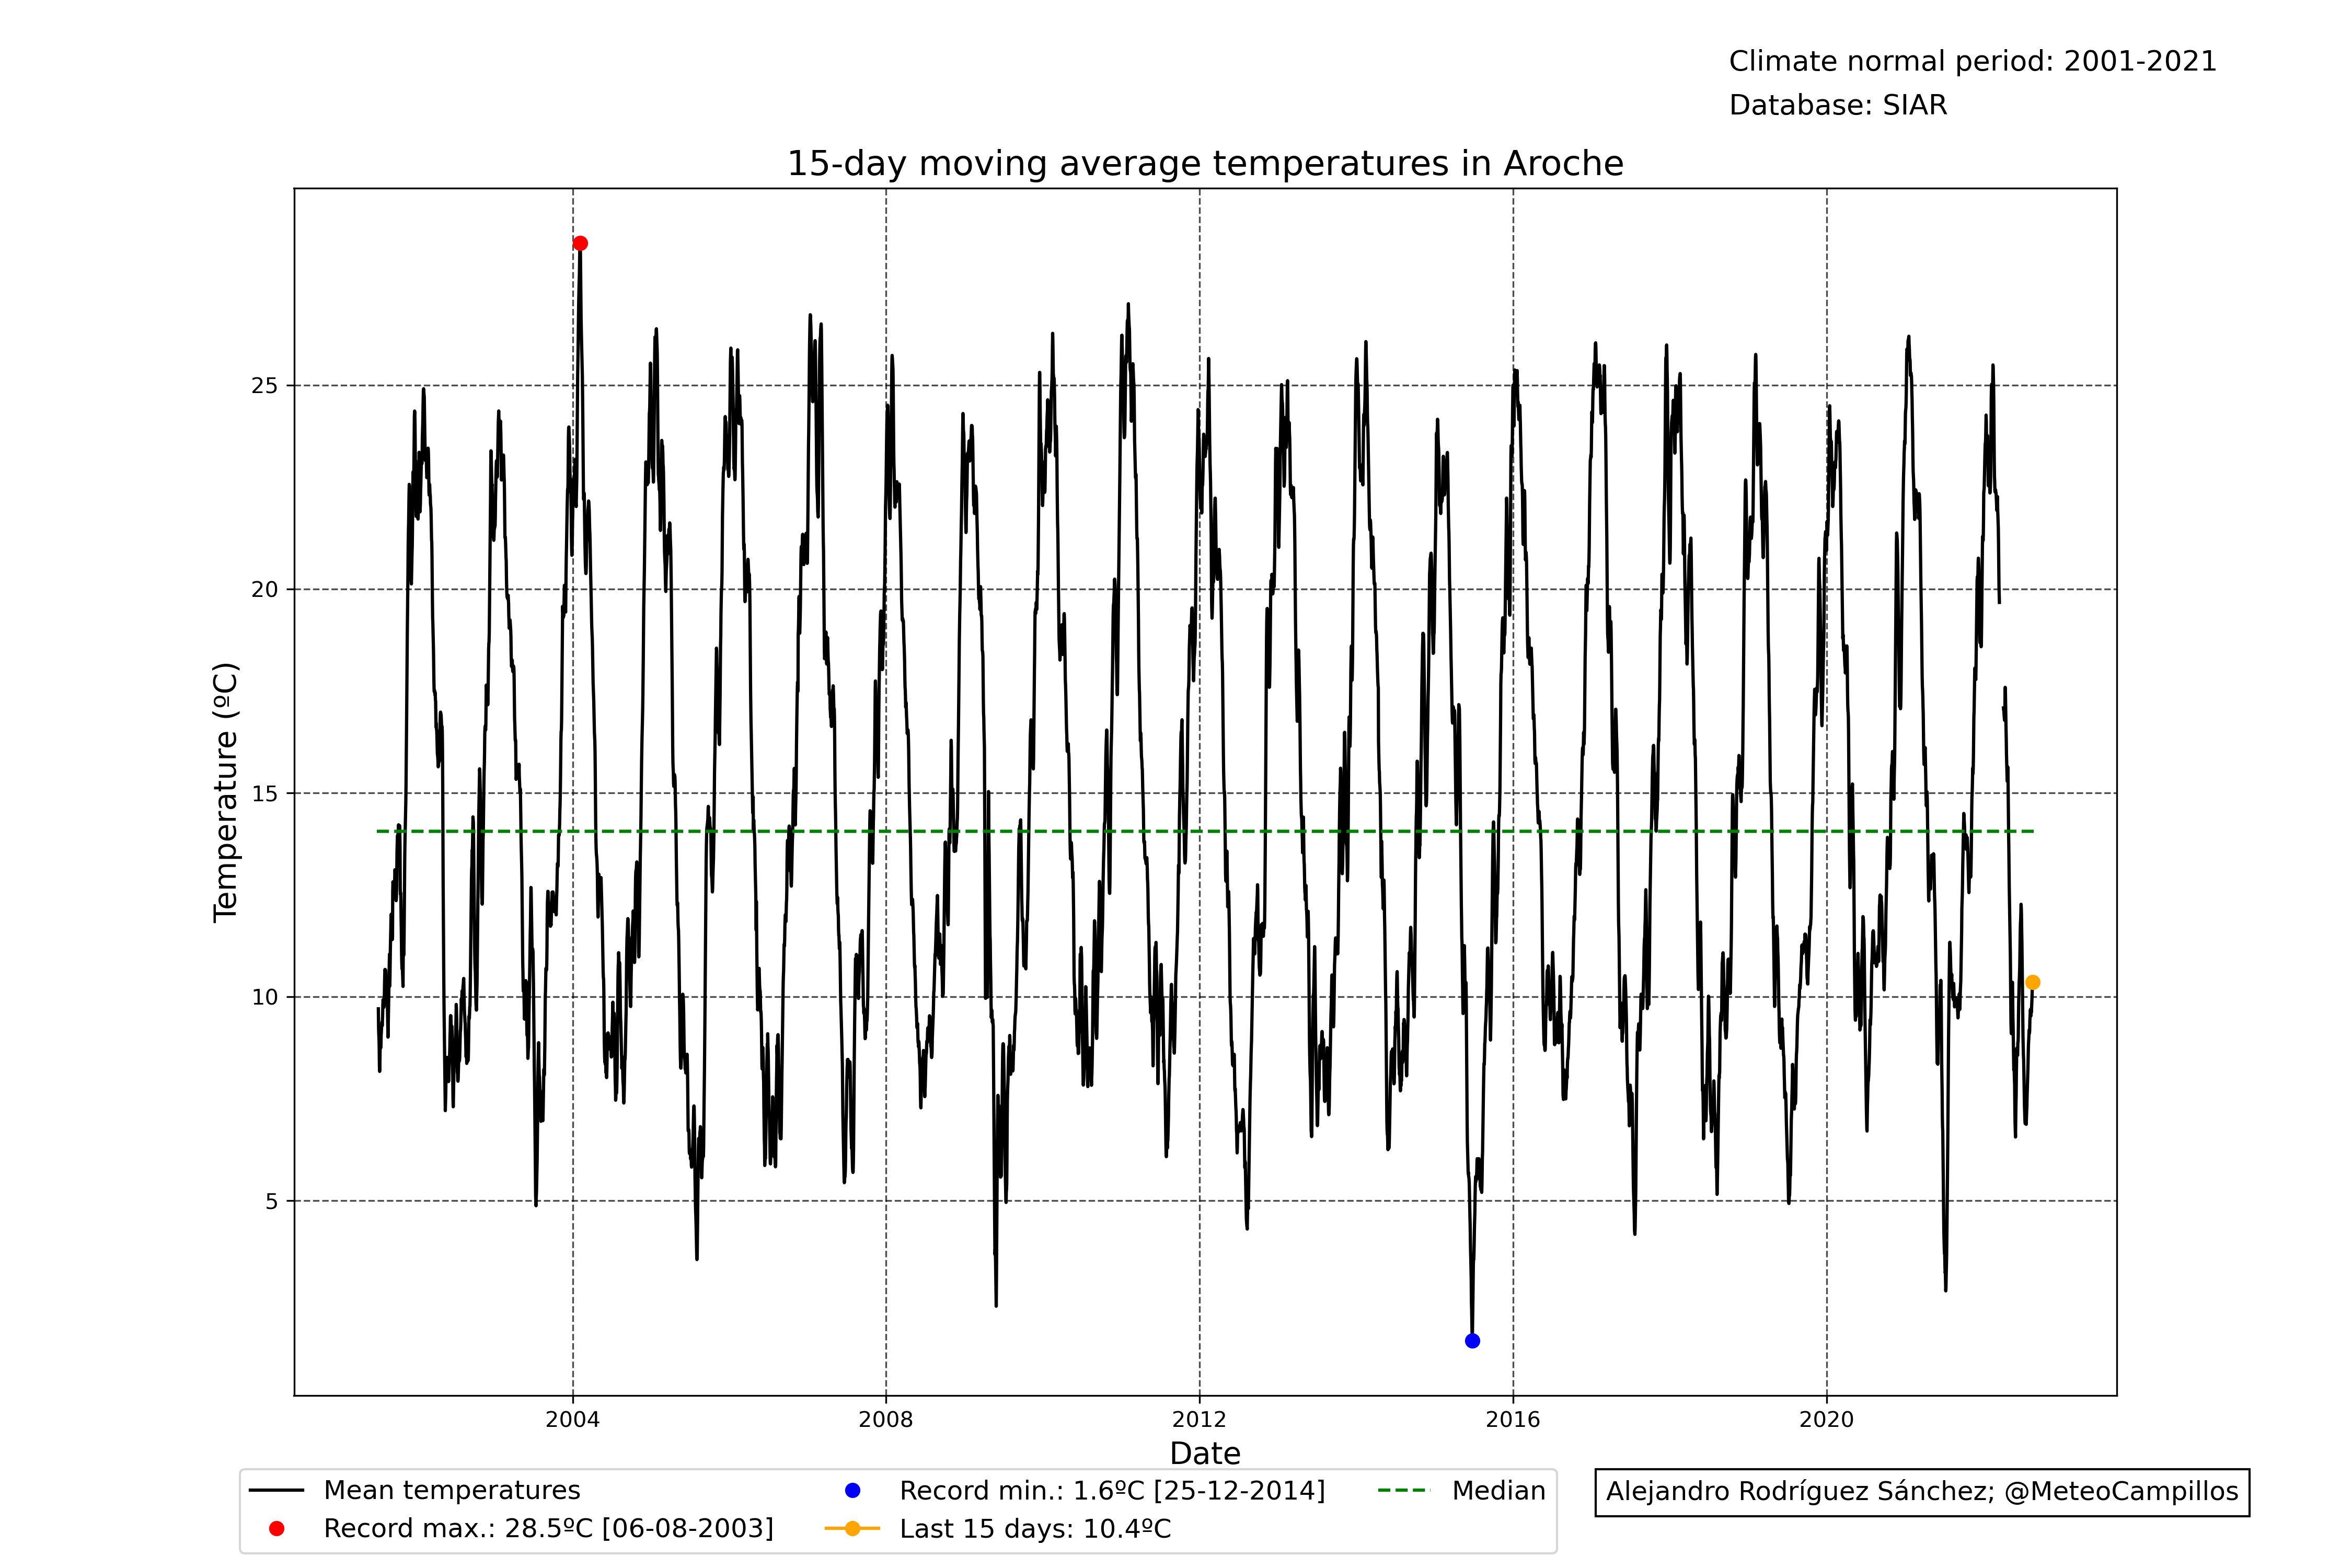 Climate normal period: 2001-2021
Database: SIAR
15-day moving average temperatures in Aroche
Temperature (ºC)
25
20
15
10
5
2004
2008
2012
2016
2020
Date
Mean temperatures
Record max.: 28.5ºC [06-08-2003]
Record min.: 1.6ºC [25-12-2014]
Last 15 days: 10.4ºC
Median
Alejandro Rodríguez Sánchez; @MeteoCampillos